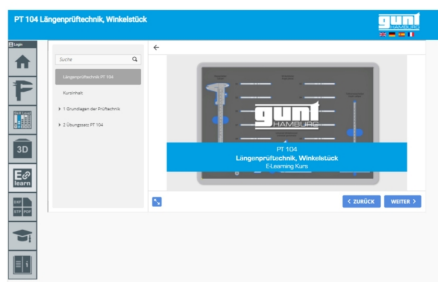 PT 104 Längenprüftechnik, Winkelstück
gunt
HAMBURG
Login
Suche
Längenprüftechnik PT 104
Kursinhalt
1 Grundlagen der Prüftechnik
2 Übungssatz PT 104
gunt
HAMBURG
PT 104
Längenprüftechnik, Winkelstück
E-Learning Kurs
3D
E
learn
ZURÜCK
WEITER